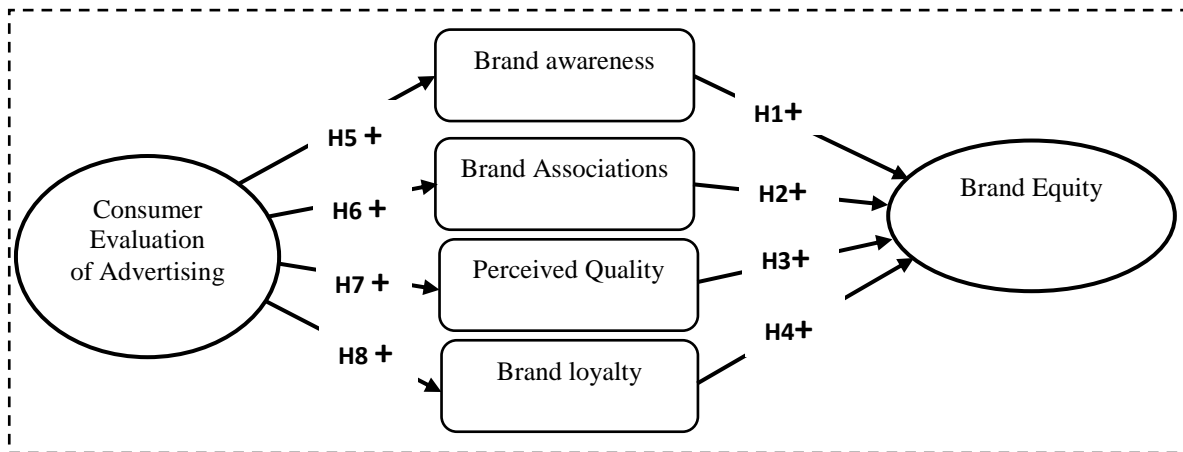 Brand awareness
H1+
H5 +
Brand Associations
Brand Equity
H2+
Consumer
Evaluation
of Advertising
H6 +
Perceived Quality
H3+
H7 +
H4+
H8 +
Brand loyalty